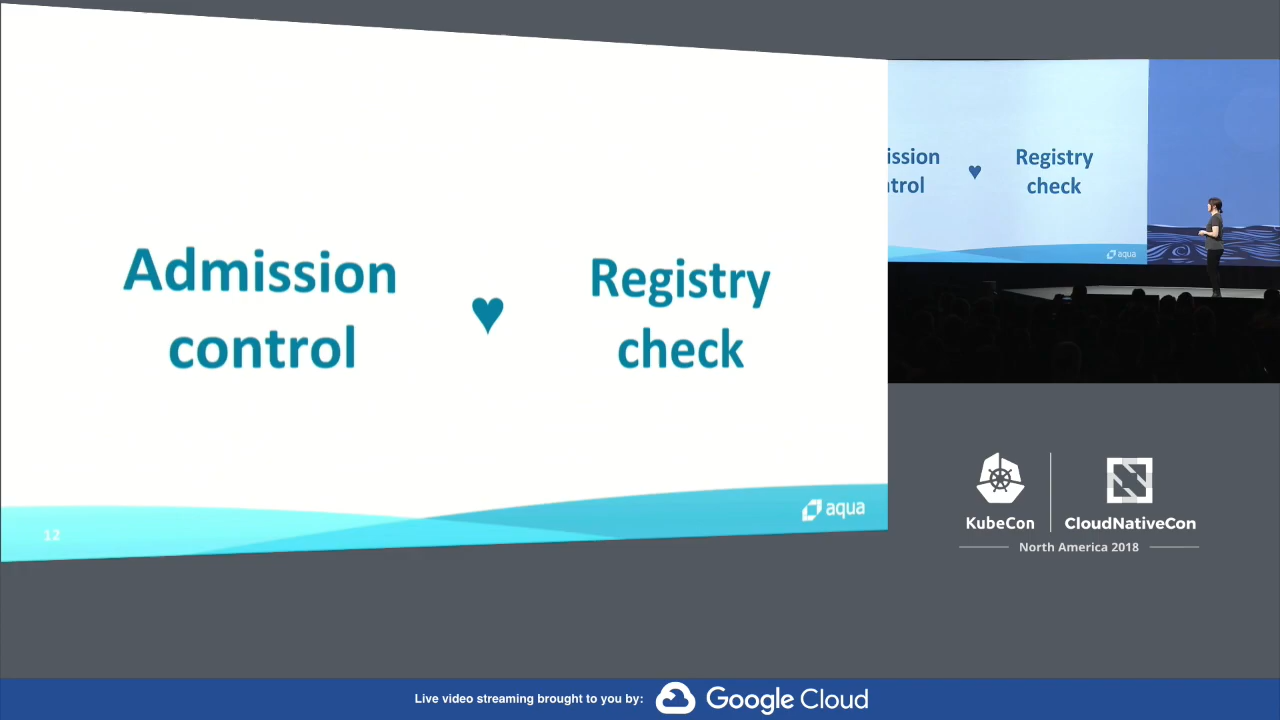 Admission
control
♥
Registry
check
12
aqua
ission
ntrol
♥
Registry
check
aqua
KubeCon
CloudNativeCon
North America 2018
Live video streaming brought to you by:
Google Cloud